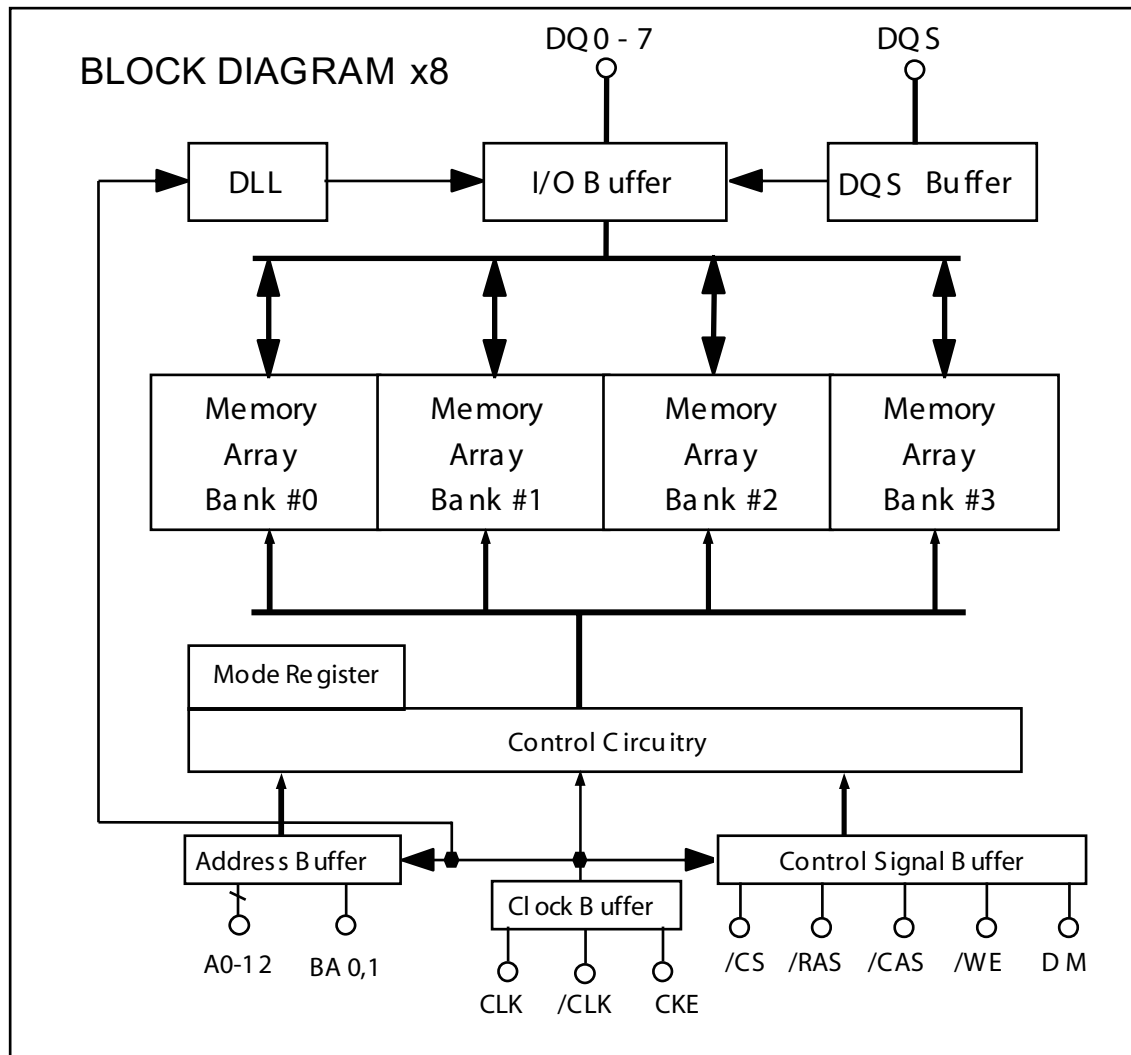 DQ0 - 7
DQS
BLOCK DIAGRAM x8
DLL
I/O Buffer
DQS Buffer
Memory
Array
Bank #0
Memory
Array
Bank #1
Memory
Array
Bank #2
Memory
Array
Bank #3
Mode Register
Control Circuitry
Address Buffer
Control Signal Buffer
Clock Buffer
A0-12
BA 0,1
/CS
/RAS
/CAS
/WE
DM
CLK
/CLK
CKE